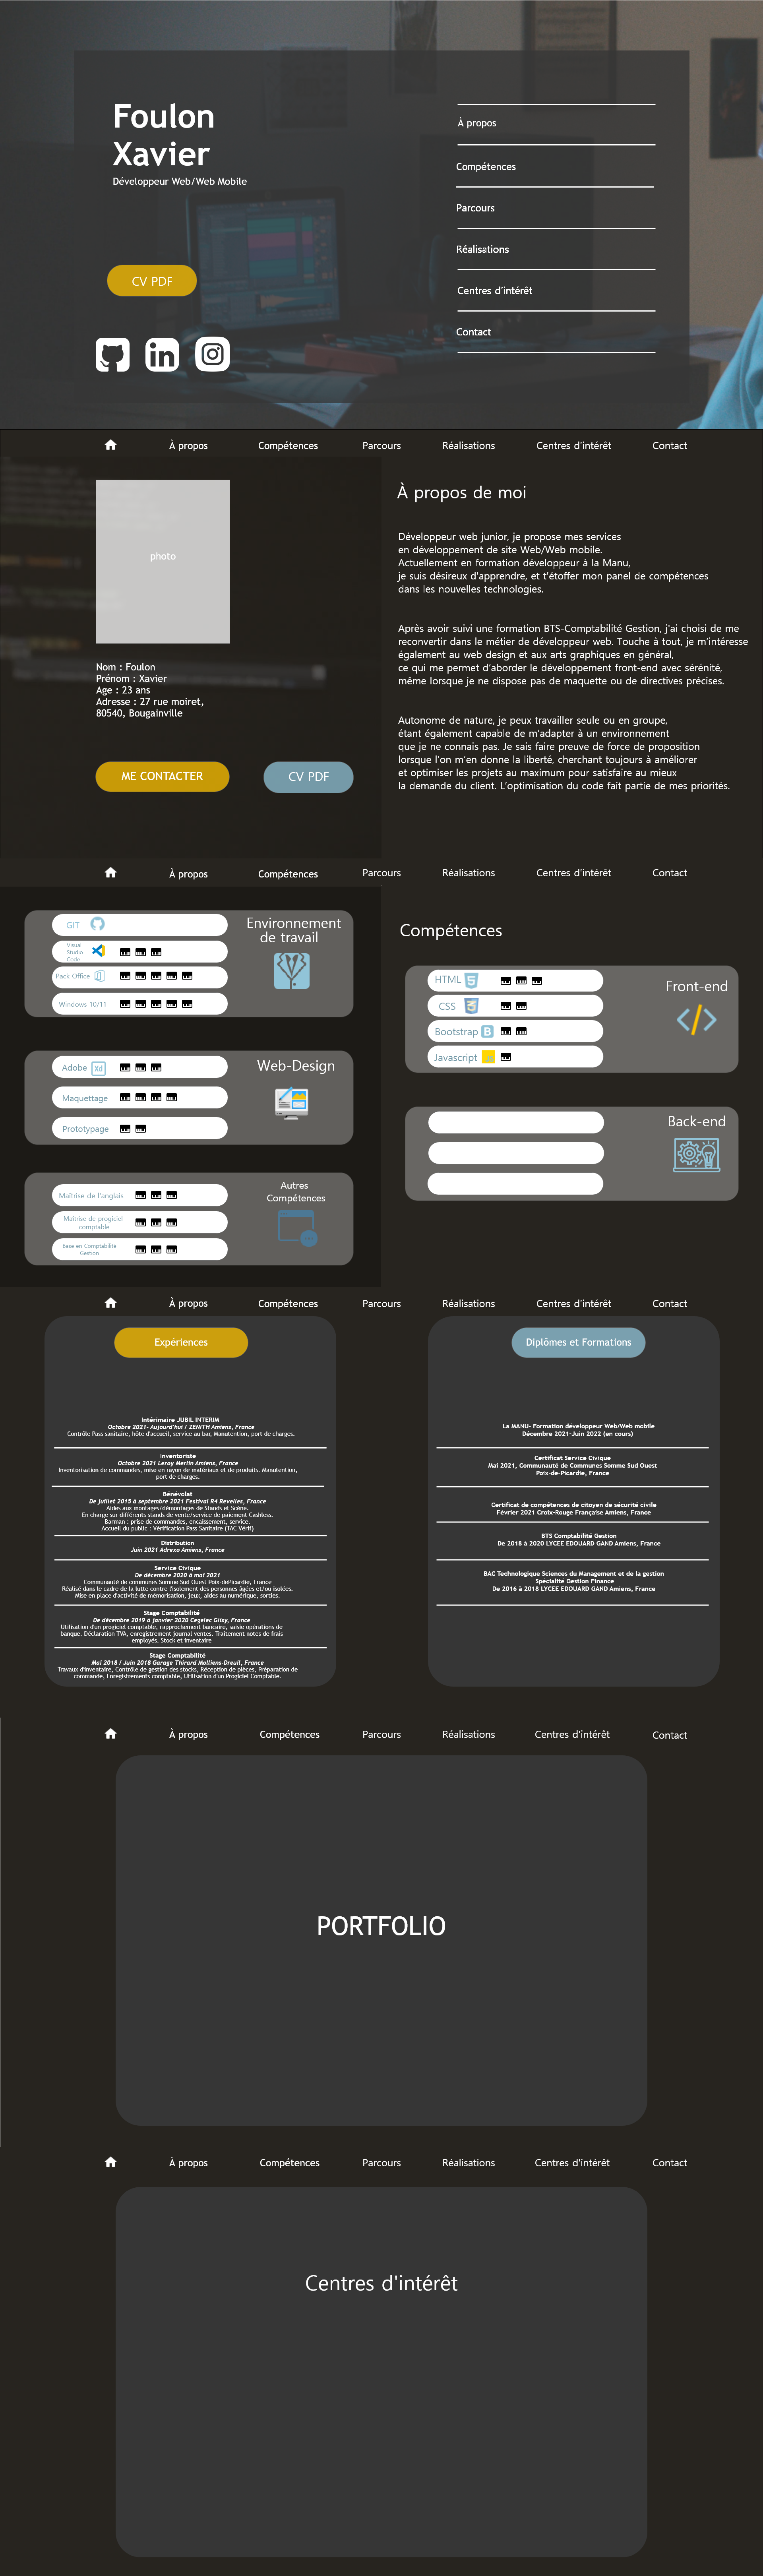 Foulon
Xavier
Développeur Web/Web Mobile
CV PDF
À propos
Compétences
Parcours
Réalisations
Centres d'intérêt
Contact
À propos
Compétences
Parcours
Réalisations
Centres d'intérêt
Contact
photo
Nom : Foulon
Prénom : Xavier
Age : 23 ans
Adresse : 27 rue moiret,
80540, Bougainville
ME CONTACTER
CV PDF
À propos de moi
Développeur web junior, je propose mes services
en développement de site Web/Web mobile.
Actuellement en formation développeur à la Manu,
je suis désireux d'apprendre, et t'étoffer mon panel de compétences
dans les nouvelles technologies.
Après avoir suivi une formation BTS-Comptabilité Gestion, j'ai choisi de me
reconvertir dans le métier de développeur web. Touche à tout, je m'intéresse
également au web design et aux arts graphiques en général,
ce qui me permet d'aborder le développement front-end avec sérénité,
même lorsque je ne dispose pas de maquette ou de directives précises.
Autonome de nature, je peux travailler seule ou en groupe,
étant également capable de m'adapter à un environnement
que je ne connais pas. Je sais faire preuve de force de proposition
lorsque l'on m'en donne la liberté, cherchant toujours à améliorer
et optimiser les projets au maximum pour satisfaire au mieux
la demande du client. L'optimisation du code fait partie de mes priorités.
À propos
Compétences
Parcours
Réalisations
Centres d'intérêt
Contact
Environnement
de travail
GIT
Visual
Studio
Code
Pack Office
Windows 10/11
Web-Design
Adobe
Xd
Maquettage
Prototypage
Autres
Compétences
Maîtrise de l'anglais
Maîtrise de progiciel
comptable
Base en Comptabilité
Gestion
Compétences
Front-end
HTML
CSS
Bootstrap
B
Javascript
JS
Back-end
À propos
Compétences
Parcours
Réalisations
Centres d'intérêt
Contact
Expériences
Intérimaire JUBIL INTERIM
Octobre 2021- Aujourd'hui / ZENITH Amiens, France
Contrôle Pass sanitaire, hôte d'accueil, service au bar, Manutention, port de charges.
Inventoriste
Octobre 2021 Leroy Merlin Amiens, France
Inventorisation de commandes, mise en rayon de matériaux et de produits. Manutention,
port de charges.
Bénévolat
De juillet 2015 à septembre 2021 Festival R4 Revelles, France
Aides aux montages/démontages de Stands et Scène.
En charge sur différents stands de vente/service de paiement Cashless.
Barman : prise de commandes, encaissement, service.
Accueil du public : Vérification Pass Sanitaire (TAC Vérif)
Distribution
Juin 2021 Adrexo Amiens, France
Service Civique
De décembre 2020 à mai 2021
Communauté de communes Somme Sud Ouest Poix-dePicardie, France
Réalisé dans le cadre de la lutte contre l'isolement des personnes âgées et/ou isolées.
Mise en place d'activité de mémorisation, jeux, aides au numérique, sorties.
Stage Comptabilité
De décembre 2019 à janvier 2020 Cegelec Glisy, France
Utilisation d'un progiciel comptable, rapprochement bancaire, saisie opérations de
banque. Déclaration TVA, enregistrement journal ventes. Traitement notes de frais
employés. Stock et Inventaire
Stage Comptabilité
Mai 2018 / Juin 2018 Garage Thirard Molliens-Dreuil, France
Travaux d'inventaire, Contrôle de gestion des stocks, Réception de pièces, Préparation de
commande, Enregistrements comptable, Utilisation d'un Progiciel Comptable.
Diplômes et Formations
La MANU- Formation développeur Web/Web mobile
Décembre 2021-Juin 2022 (en cours)
Certificat Service Civique
Mai 2021, Communauté de Communes Somme Sud Ouest
Poix-de-Picardie, France
Certificat de compétences de citoyen de sécurité civile
Février 2021 Croix-Rouge Française Amiens, France
BTS Comptabilité Gestion
De 2018 à 2020 LYCEE EDOUARD GAND Amiens, France
BAC Technologique Sciences du Management et de la gestion
Spécialité Gestion Finance
De 2016 à 2018 LYCEE EDOUARD GAND Amiens, France
À propos
Compétences
Parcours
Réalisations
Centres d'intérêt
Contact
PORTFOLIO
À propos
Compétences
Parcours
Réalisations
Centres d'intérêt
Contact
Centres d'intérêt